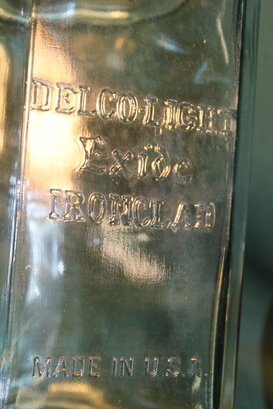 DELCO LIGHT
Exide
IRONCLAD
MADE IN U.S.A.